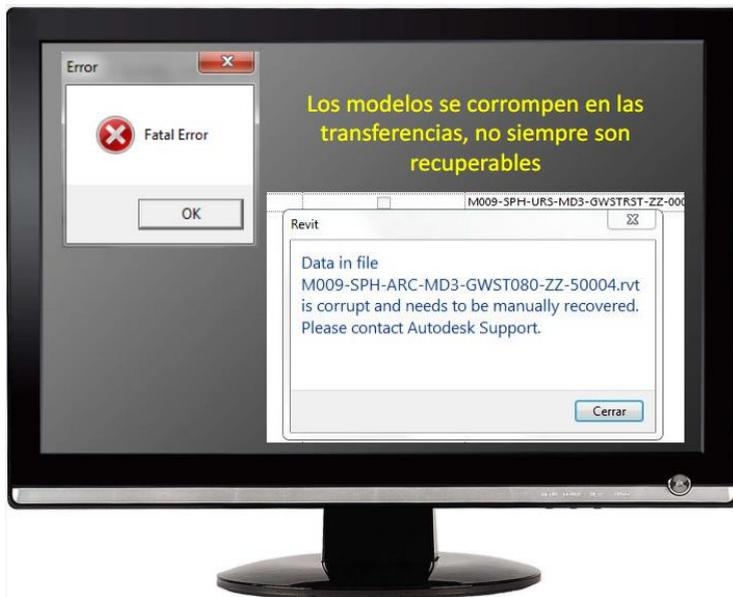 Error
Fatal Error
OK
Los modelos se corrompen en las
transferencias, no siempre son
recuperables
M009-SPH-URS-MD3-GWSTRST-ZZ-000
Revit
Data in file
M009-SPH-ARC-MD3-GWST080-ZZ-50004.rvt
is corrupt and needs to be manually recovered.
Please contact Autodesk Support.
Cerrar